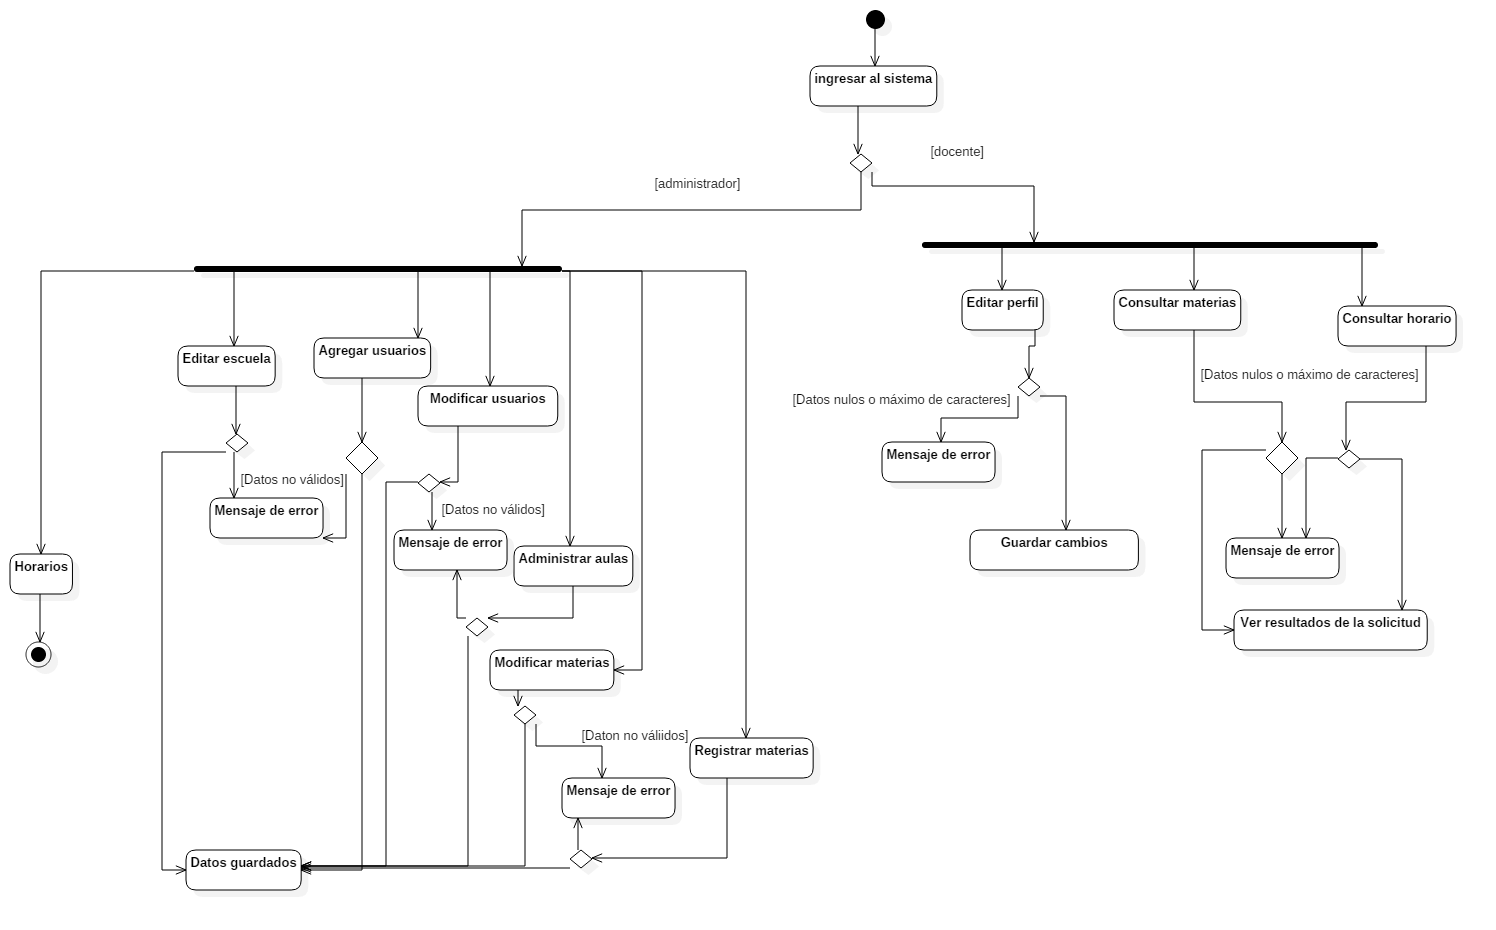 ingresar al sistema
[docente]
[administrador]
Editar perfil
Consultar materias
Consultar horario
Editar escuela
Agregar usuarios
Modificar usuarios
[Datos nulos o máximo de caracteres]
[Datos nulos o máximo de caracteres]
Mensaje de error
[Datos no válidos]
Mensaje de error
[Datos no válidos]
Mensaje de error
Administrar aulas
Guardar cambios
Mensaje de error
Horarios
Ver resultados de la solicitud
Modificar materias
[Daton no váliidos]
Registrar materias
Mensaje de error
Datos guardados